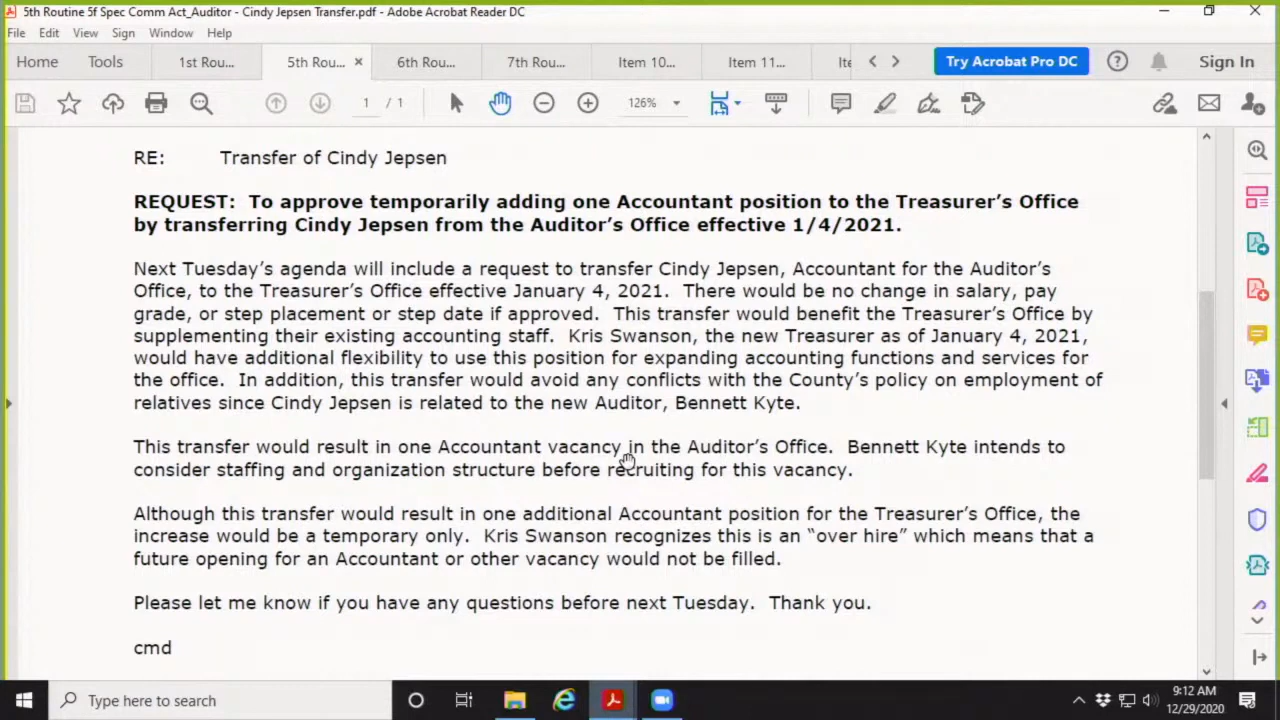 5th Routine 5f Spec Comm Act_Auditor - Cindy Jepsen Transfer.pdf - Adobe Acrobat Reader DC
File Edit View Sign Window Help
Home Tools 1st Rou... 5th Rou... × 6th Rou... 7th Rou... Item 10... Item 11... Try Acrobat Pro DC Sign In
1 / 1 126%
RE: Transfer of Cindy Jepsen
REQUEST: To approve temporarily adding one Accountant position to the Treasurer's Office
by transferring Cindy Jepsen from the Auditor's Office effective 1/4/2021.
Next Tuesday's agenda will include a request to transfer Cindy Jepsen, Accountant for the Auditor's
Office, to the Treasurer's Office effective January 4, 2021. There would be no change in salary, pay
grade, or step placement or step date if approved. This transfer would benefit the Treasurer's Office by
supplementing their existing accounting staff. Kris Swanson, the new Treasurer as of January 4, 2021,
would have additional flexibility to use this position for expanding accounting functions and services for
the office. In addition, this transfer would avoid any conflicts with the County's policy on employment of
relatives since Cindy Jepsen is related to the new Auditor, Bennett Kyte.
This transfer would result in one Accountant vacancy in the Auditor's Office. Bennett Kyte intends to
consider staffing and organization structure before recruiting for this vacancy.
Although this transfer would result in one additional Accountant position for the Treasurer's Office, the
increase would be a temporary only. Kris Swanson recognizes this is an "over hire" which means that a
future opening for an Accountant or other vacancy would not be filled.
Please let me know if you have any questions before next Tuesday. Thank you.
cmd
Type here to search
9:12 AM
12/29/2020